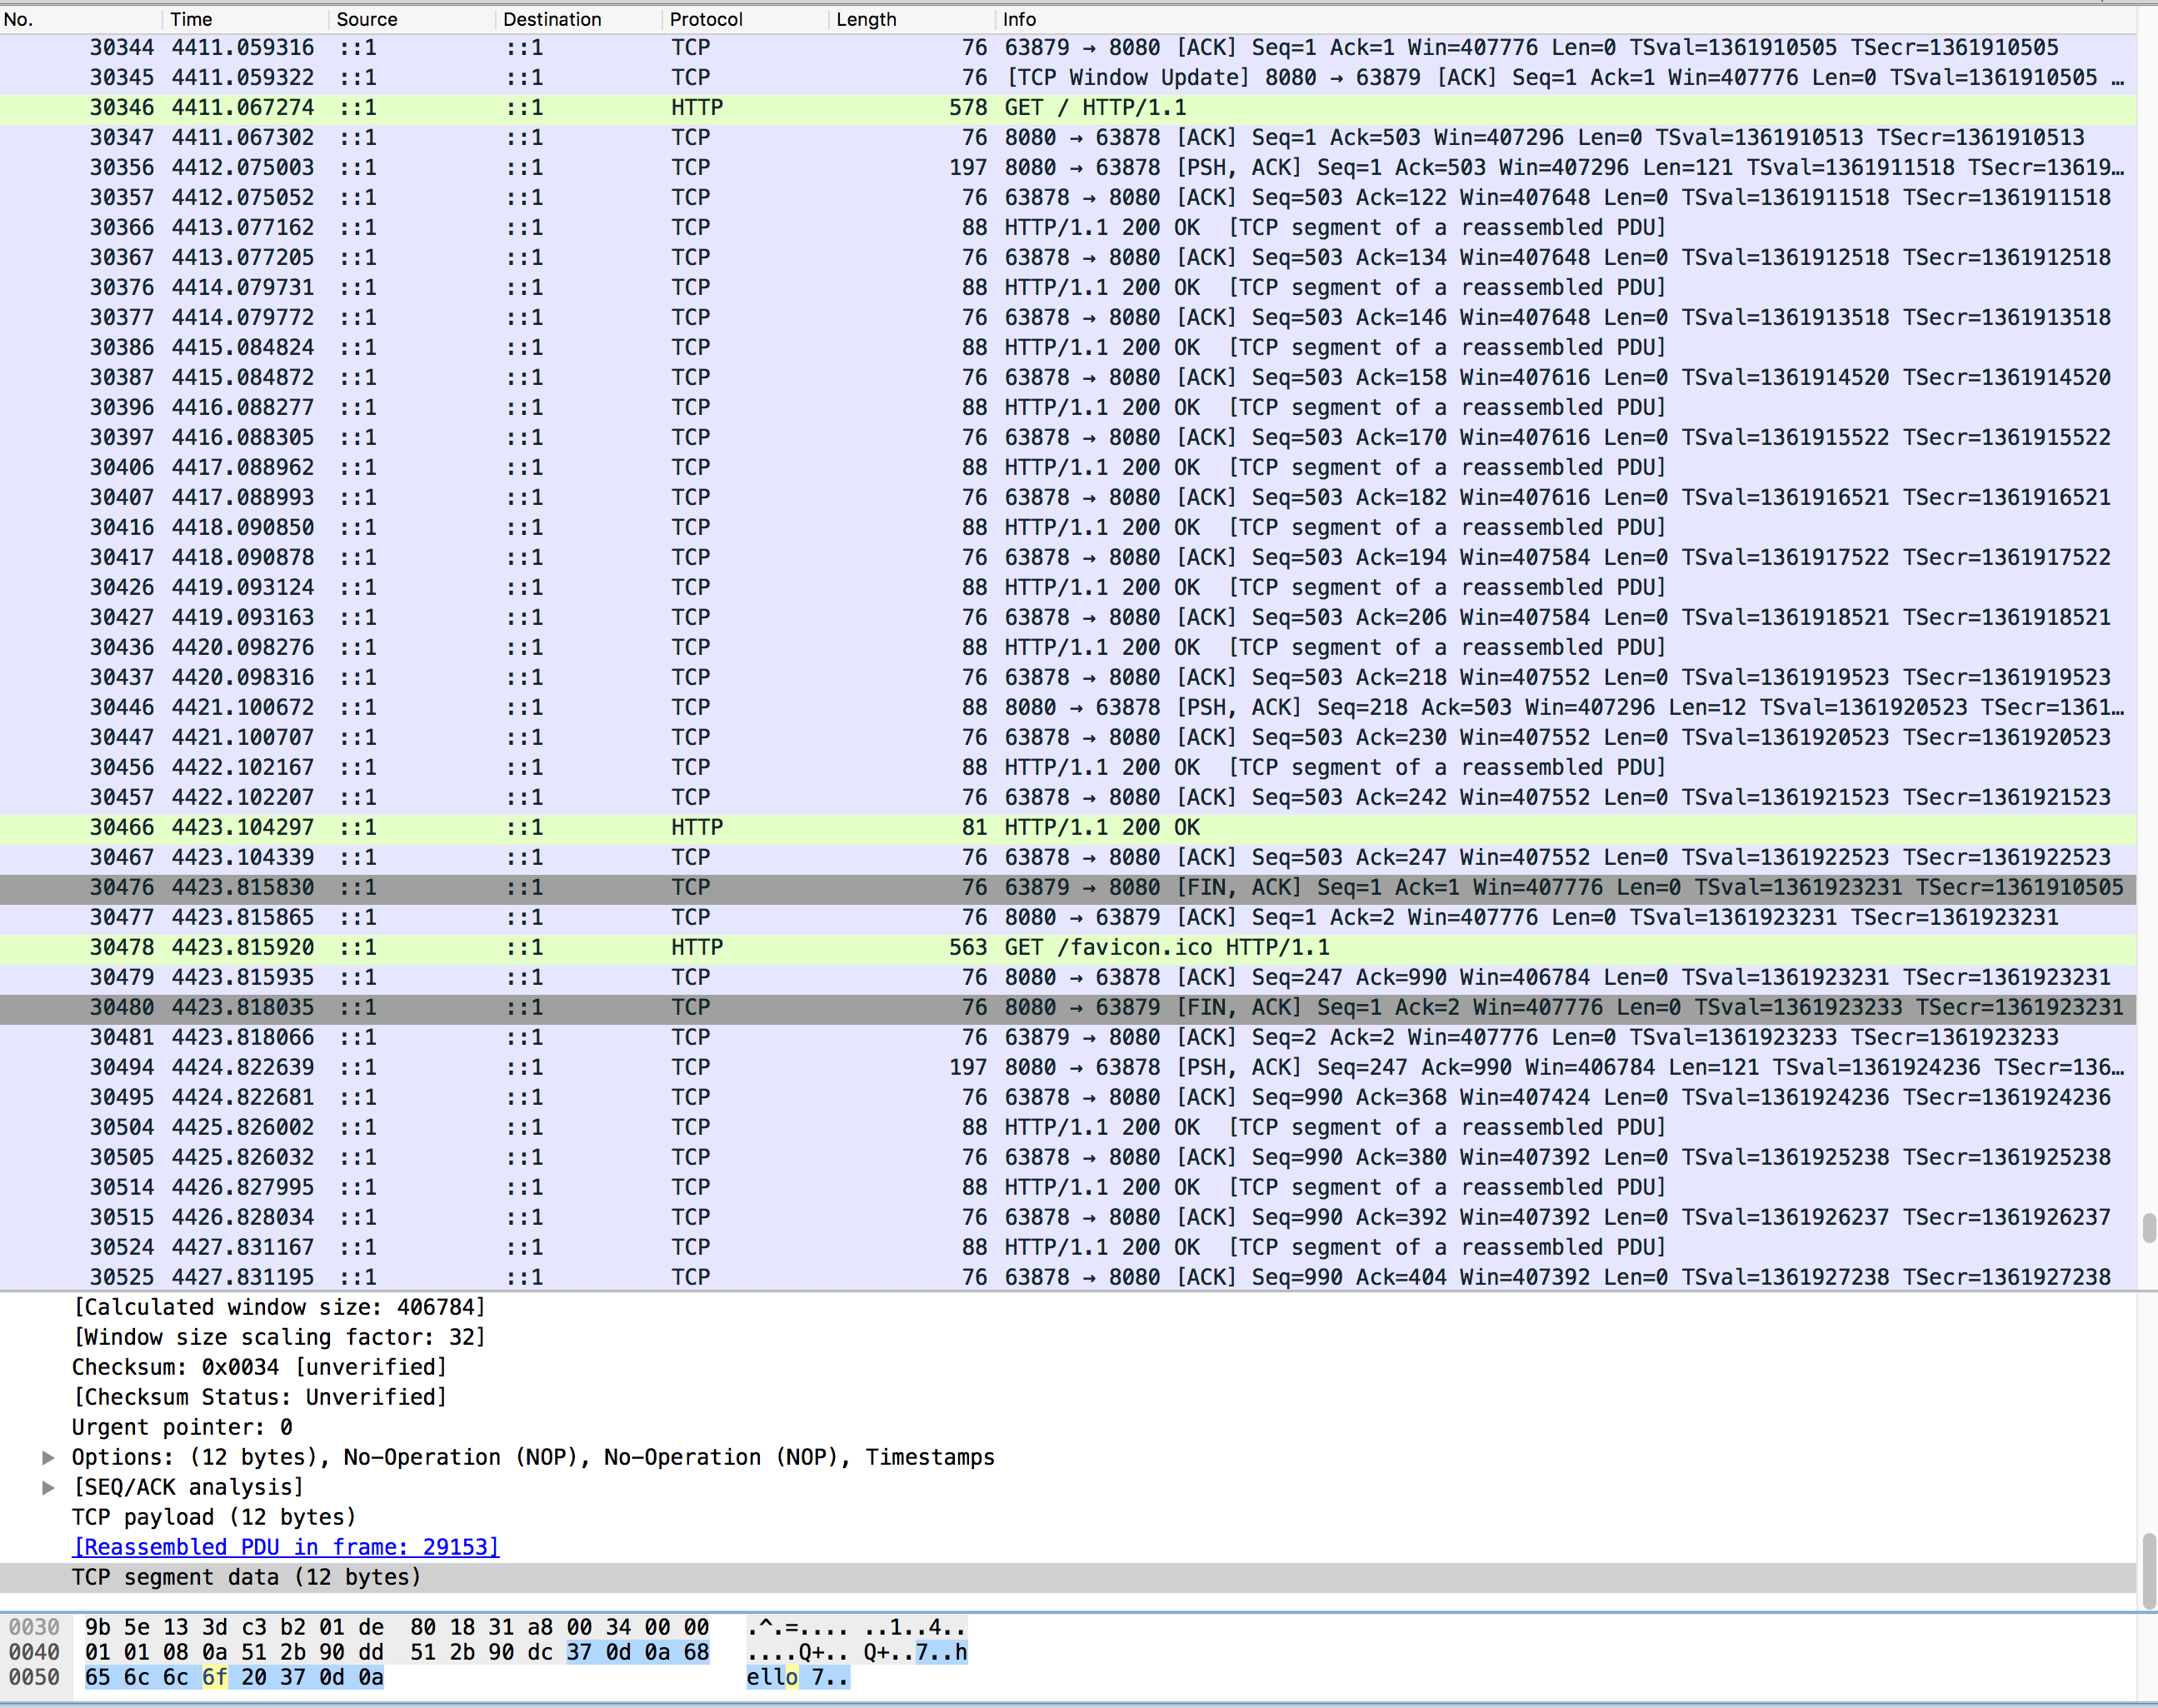 No. Time Source Destination Protocol Length Info
30344 4411.059316 ::1 ::1 TCP 76 63879 → 8080 [ACK] Seq=1 Ack=1 Win=407776 Len=0 TSval=1361910505 TSecr=1361910505
30345 4411.059322 ::1 ::1 TCP 76 [TCP Window Update] 8080 → 63879 [ACK] Seq=1 Ack=1 Win=407776 Len=0 TSval=1361910505 …
30346 4411.067274 ::1 ::1 HTTP 578 GET / HTTP/1.1
30347 4411.067302 ::1 ::1 TCP 76 8080 → 63878 [ACK] Seq=1 Ack=503 Win=407296 Len=0 TSval=1361910513 TSecr=1361910513
30356 4412.075003 ::1 ::1 TCP 197 8080 → 63878 [PSH, ACK] Seq=1 Ack=503 Win=407296 Len=121 TSval=1361911518 TSecr=13619…
30357 4412.075052 ::1 ::1 TCP 76 63878 → 8080 [ACK] Seq=503 Ack=122 Win=407648 Len=0 TSval=1361911518 TSecr=1361911518
30366 4413.077162 ::1 ::1 TCP 88 HTTP/1.1 200 OK [TCP segment of a reassembled PDU]
30367 4413.077205 ::1 ::1 TCP 76 63878 → 8080 [ACK] Seq=503 Ack=134 Win=407648 Len=0 TSval=1361912518 TSecr=1361912518
30376 4414.079731 ::1 ::1 TCP 88 HTTP/1.1 200 OK [TCP segment of a reassembled PDU]
30377 4414.079772 ::1 ::1 TCP 76 63878 → 8080 [ACK] Seq=503 Ack=146 Win=407648 Len=0 TSval=1361913518 TSecr=1361913518
30386 4415.084824 ::1 ::1 TCP 88 HTTP/1.1 200 OK [TCP segment of a reassembled PDU]
30387 4415.084872 ::1 ::1 TCP 76 63878 → 8080 [ACK] Seq=503 Ack=158 Win=407616 Len=0 TSval=1361914520 TSecr=1361914520
30396 4416.088277 ::1 ::1 TCP 88 HTTP/1.1 200 OK [TCP segment of a reassembled PDU]
30397 4416.088305 ::1 ::1 TCP 76 63878 → 8080 [ACK] Seq=503 Ack=170 Win=407616 Len=0 TSval=1361915522 TSecr=1361915522
30406 4417.088962 ::1 ::1 TCP 88 HTTP/1.1 200 OK [TCP segment of a reassembled PDU]
30407 4417.088993 ::1 ::1 TCP 76 63878 → 8080 [ACK] Seq=503 Ack=182 Win=407616 Len=0 TSval=1361916521 TSecr=1361916521
30416 4418.090850 ::1 ::1 TCP 88 HTTP/1.1 200 OK [TCP segment of a reassembled PDU]
30417 4418.090878 ::1 ::1 TCP 76 63878 → 8080 [ACK] Seq=503 Ack=194 Win=407584 Len=0 TSval=1361917522 TSecr=1361917522
30426 4419.093124 ::1 ::1 TCP 88 HTTP/1.1 200 OK [TCP segment of a reassembled PDU]
30427 4419.093163 ::1 ::1 TCP 76 63878 → 8080 [ACK] Seq=503 Ack=206 Win=407584 Len=0 TSval=1361918521 TSecr=1361918521
30436 4420.098276 ::1 ::1 TCP 88 HTTP/1.1 200 OK [TCP segment of a reassembled PDU]
30437 4420.098316 ::1 ::1 TCP 76 63878 → 8080 [ACK] Seq=503 Ack=218 Win=407552 Len=0 TSval=1361919523 TSecr=1361919523
30446 4421.100672 ::1 ::1 TCP 88 8080 → 63878 [PSH, ACK] Seq=218 Ack=503 Win=407296 Len=12 TSval=1361920523 TSecr=1361…
30447 4421.100707 ::1 ::1 TCP 76 63878 → 8080 [ACK] Seq=503 Ack=230 Win=407552 Len=0 TSval=1361920523 TSecr=1361920523
30456 4422.102167 ::1 ::1 TCP 88 HTTP/1.1 200 OK [TCP segment of a reassembled PDU]
30457 4422.102207 ::1 ::1 TCP 76 63878 → 8080 [ACK] Seq=503 Ack=242 Win=407552 Len=0 TSval=1361921523 TSecr=1361921523
30466 4423.104297 ::1 ::1 HTTP 81 HTTP/1.1 200 OK
30467 4423.104339 ::1 ::1 TCP 76 63878 → 8080 [ACK] Seq=503 Ack=247 Win=407552 Len=0 TSval=1361922523 TSecr=1361922523
30476 4423.815830 ::1 ::1 TCP 76 63879 → 8080 [FIN, ACK] Seq=1 Ack=1 Win=407776 Len=0 TSval=1361923231 TSecr=1361910505
30477 4423.815865 ::1 ::1 TCP 76 8080 → 63879 [ACK] Seq=1 Ack=2 Win=407776 Len=0 TSval=1361923231 TSecr=1361923231
30478 4423.815920 ::1 ::1 HTTP 563 GET /favicon.ico HTTP/1.1
30479 4423.815935 ::1 ::1 TCP 76 8080 → 63878 [ACK] Seq=247 Ack=990 Win=406784 Len=0 TSval=1361923231 TSecr=1361923231
30480 4423.818035 ::1 ::1 TCP 76 8080 → 63879 [FIN, ACK] Seq=1 Ack=2 Win=407776 Len=0 TSval=1361923233 TSecr=1361923231
30481 4423.818066 ::1 ::1 TCP 76 63879 → 8080 [ACK] Seq=2 Ack=2 Win=407776 Len=0 TSval=1361923233 TSecr=1361923233
30494 4424.822639 ::1 ::1 TCP 197 8080 → 63878 [PSH, ACK] Seq=247 Ack=990 Win=406784 Len=121 TSval=1361924236 TSecr=136…
30495 4424.822681 ::1 ::1 TCP 76 63878 → 8080 [ACK] Seq=990 Ack=368 Win=407424 Len=0 TSval=1361924236 TSecr=1361924236
30504 4425.826002 ::1 ::1 TCP 88 HTTP/1.1 200 OK [TCP segment of a reassembled PDU]
30505 4425.826032 ::1 ::1 TCP 76 63878 → 8080 [ACK] Seq=990 Ack=380 Win=407392 Len=0 TSval=1361925238 TSecr=1361925238
30514 4426.827995 ::1 ::1 TCP 88 HTTP/1.1 200 OK [TCP segment of a reassembled PDU]
30515 4426.828034 ::1 ::1 TCP 76 63878 → 8080 [ACK] Seq=990 Ack=392 Win=407392 Len=0 TSval=1361926237 TSecr=1361926237
30524 4427.831167 ::1 ::1 TCP 88 HTTP/1.1 200 OK [TCP segment of a reassembled PDU]
30525 4427.831195 ::1 ::1 TCP 76 63878 → 8080 [ACK] Seq=990 Ack=404 Win=407392 Len=0 TSval=1361927238 TSecr=1361927238
[Calculated window size: 406784]
[Window size scaling factor: 32]
Checksum: 0x0034 [unverified]
[Checksum Status: Unverified]
Urgent pointer: 0
Options: (12 bytes), No-Operation (NOP), No-Operation (NOP), Timestamps
[SEQ/ACK analysis]
TCP payload (12 bytes)
[Reassembled PDU in frame: 29153]
TCP segment data (12 bytes)
0030 9b 5e 13 3d c3 b2 01 de 80 18 31 a8 00 34 00 00 .^.=.... ..1..4..
0040 01 01 08 0a 51 2b 90 dd 51 2b 90 dc 37 0d 0a 68 ....Q+.. Q+..7..h
0050 65 6c 6c 6f 20 37 0d 0a ello 7..